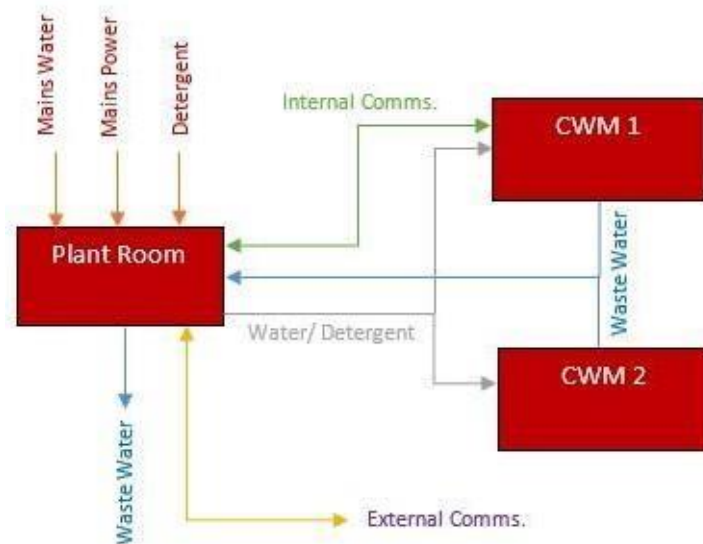 Mains Water
Mains Power
Detergent
Internal Comms.
CWM 1
Plant Room
Waste Water
Water/ Detergent
CWM 2
Waste Water
External Comms.